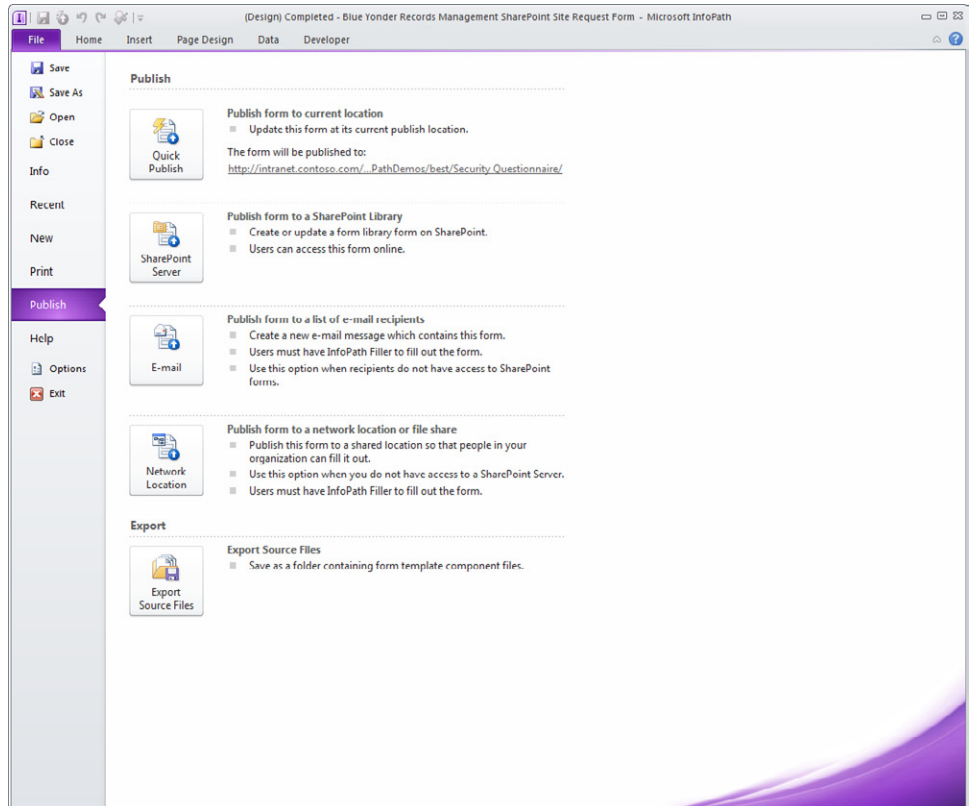 (Design) Completed - Blue Yonder Records Management SharePoint Site Request Form - Microsoft InfoPath
File Home Insert Page Design Data Developer
Save
Save As
Open
Close
Info
Recent
New
Print
Publish
Help
Options
Exit
Publish
Quick
Publish
Publish form to current location
Update this form at its current publish location.
The form will be published to:
http://intranet.contoso.com/...PathDemos/best/Security Questionnaire/
SharePoint
Server
Publish form to a SharePoint Library
Create or update a form library form on SharePoint.
Users can access this form online.
E-mail
Publish form to a list of e-mail recipients
Create a new e-mail message which contains this form.
Users must have InfoPath Filler to fill out the form.
Use this option when recipients do not have access to SharePoint
forms.
Network
Location
Publish form to a network location or file share
Publish this form to a shared location so that people in your
organization can fill it out.
Use this option when you do not have access to a SharePoint Server.
Users must have InfoPath Filler to fill out the form.
Export
Export
Source Files
Export Source Files
Save as a folder containing form template component files.